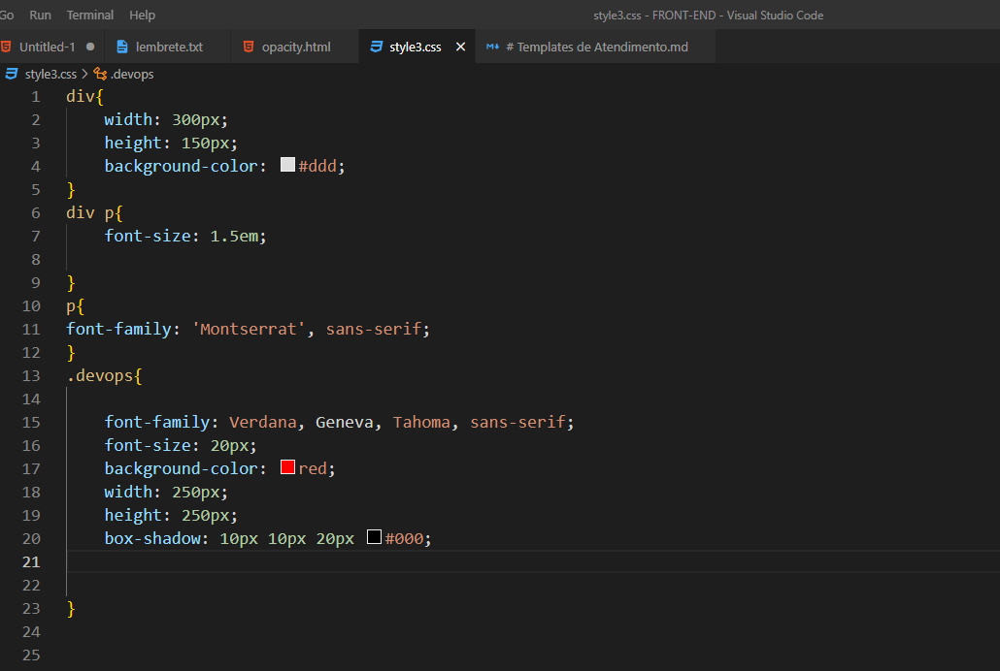 Go Run Terminal Help style3.css - FRONT-END - Visual Studio Code
Untitled-1 lembrete.txt opacity.html style3.css # Templates de Atendimento.md
style3.css > .devops
1 div{
2 width: 300px;
3 height: 150px;
4 background-color: #ddd;
5 }
6 div p{
7 font-size: 1.5em;
8
9 }
10 p{
11 font-family: 'Montserrat', sans-serif;
12 }
13 .devops{
14
15 font-family: Verdana, Geneva, Tahoma, sans-serif;
16 font-size: 20px;
17 background-color: red;
18 width: 250px;
19 height: 250px;
20 box-shadow: 10px 10px 20px #000;
21
22
23 }
24
25